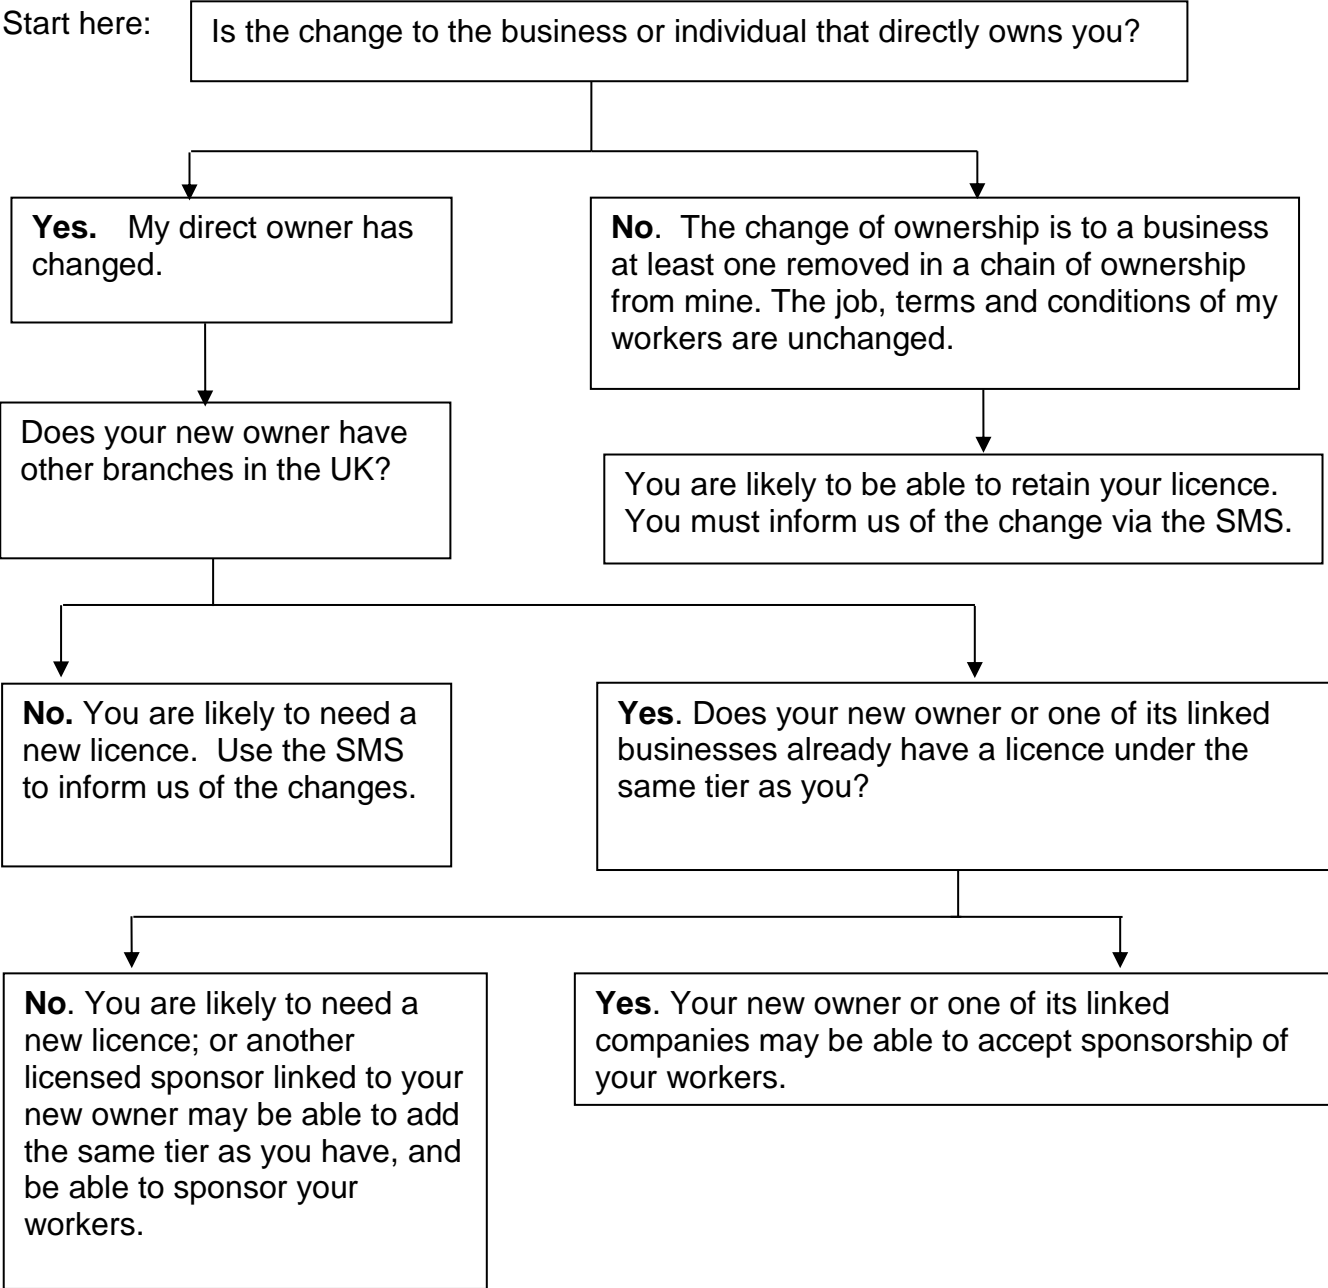 Start here:
Is the change to the business or individual that directly owns you?
Yes. My direct owner has
changed.
No. The change of ownership is to a business
at least one removed in a chain of ownership
from mine. The job, terms and conditions of my
workers are unchanged.
Does your new owner have
other branches in the UK?
You are likely to be able to retain your licence.
You must inform us of the change via the SMS.
No. You are likely to need a
new licence. Use the SMS
to inform us of the changes.
Yes. Does your new owner or one of its linked
businesses already have a licence under the
same tier as you?
No. You are likely to need a
new licence; or another
licensed sponsor linked to your
new owner may be able to add
the same tier as you have, and
be able to sponsor your
workers.
Yes. Your new owner or one of its linked
companies may be able to accept sponsorship of
your workers.